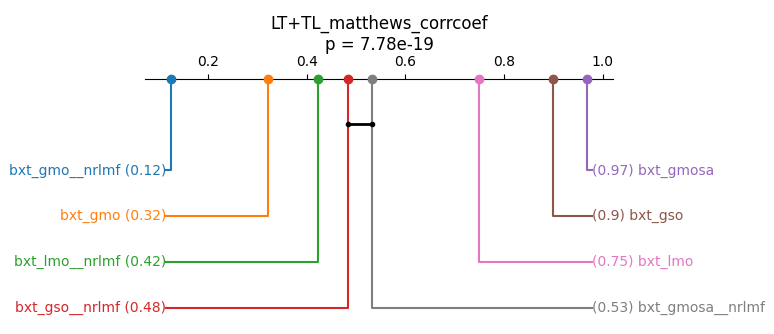 LT+TL_matthews_corrcoef
p = 7.78e-19
0.2 0.4 0.6 0.8 1.0
bxt_gmo__nrlmf (0.12) (0.97) bxt_gmosa
bxt_gmo (0.32) (0.9) bxt_gso
bxt_lmo__nrlmf (0.42) (0.75) bxt_lmo
bxt_gso__nrlmf (0.48) (0.53) bxt_gmosa__nrlmf